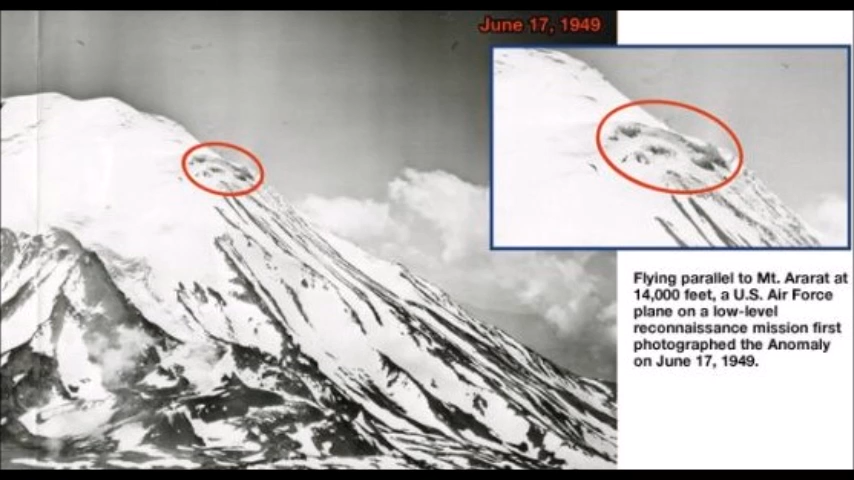 June 17, 1949
Flying parallel to Mt. Ararat at
14,000 feet, a U.S. Air Force
plane on a low-level
reconnaissance mission first
photographed the Anomaly
on June 17, 1949.